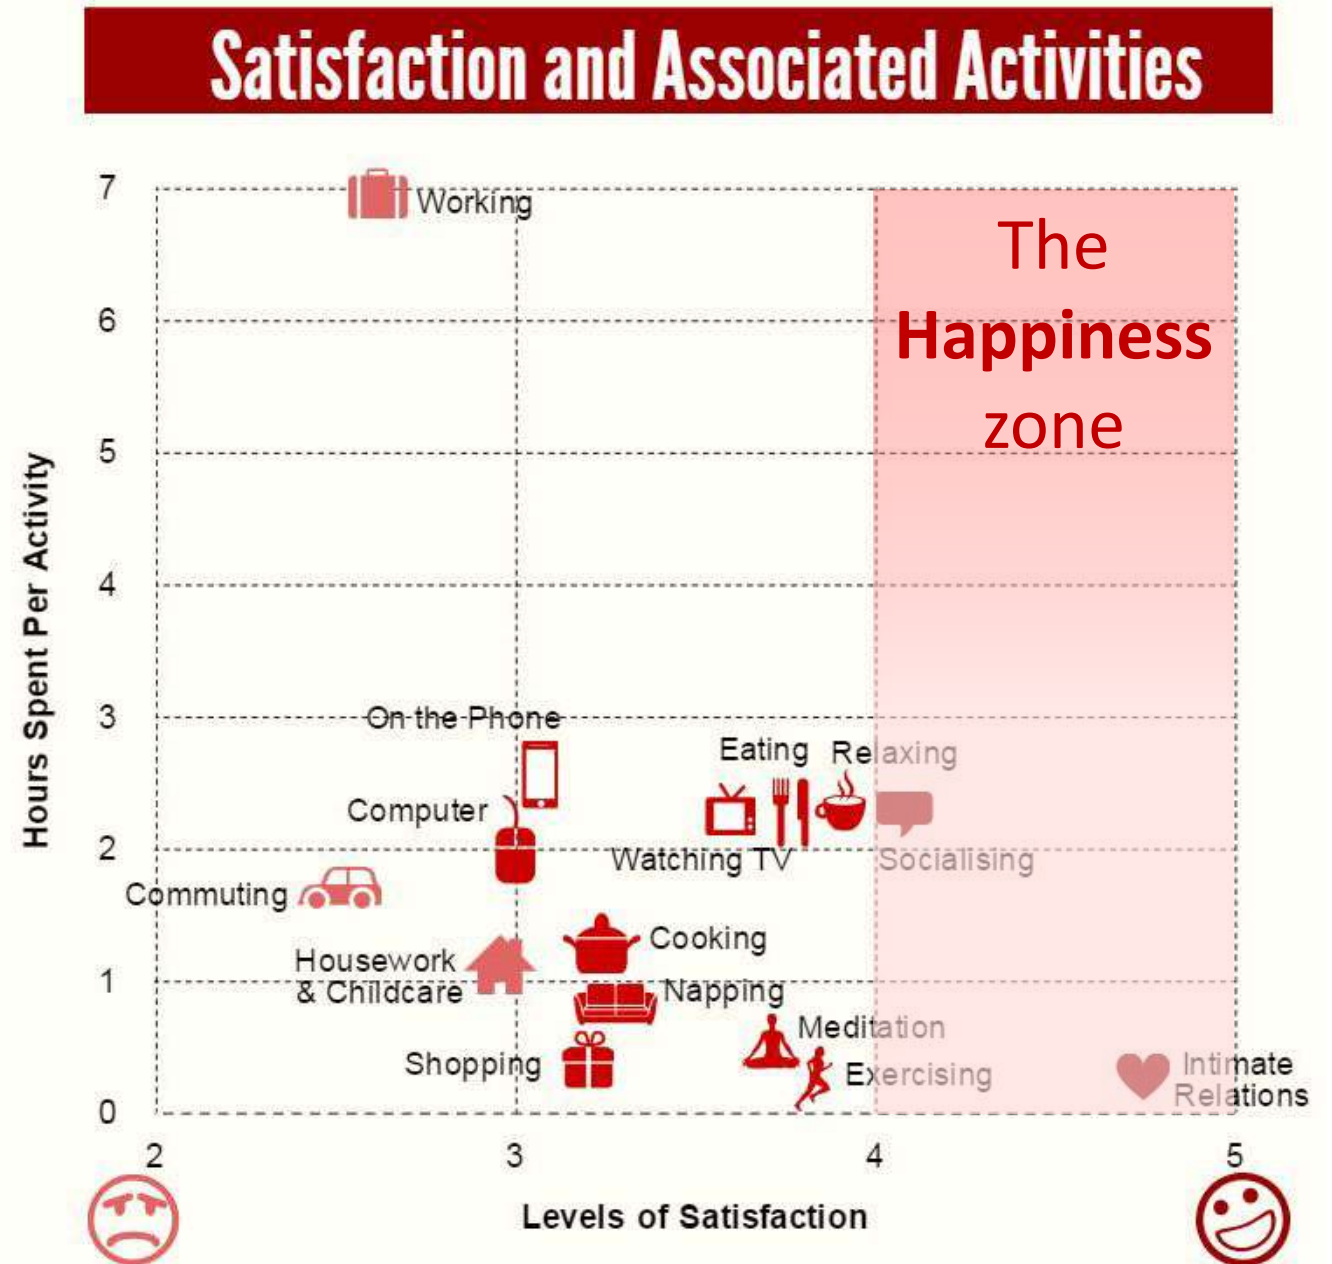 Satisfaction and Associated Activities
7
Working
The
Happiness
zone
6
5
4
3
2
1
0
Hours Spent Per Activity
On the Phone
Eating
Relaxing
Computer
Watching TV
Socialising
Commuting
Cooking
Housework
& Childcare
Napping
Meditation
Shopping
Exercising
Intimate
Relations
2
3
4
5
Levels of Satisfaction